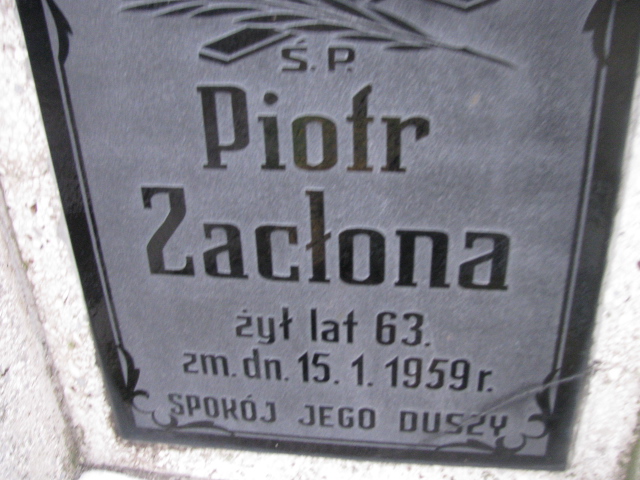 Ś.P.
Piotr
Zacłona
żył lat 63.
zm. dn. 15. 1. 1959 r.
SPOKÓJ JEGO DUSZY